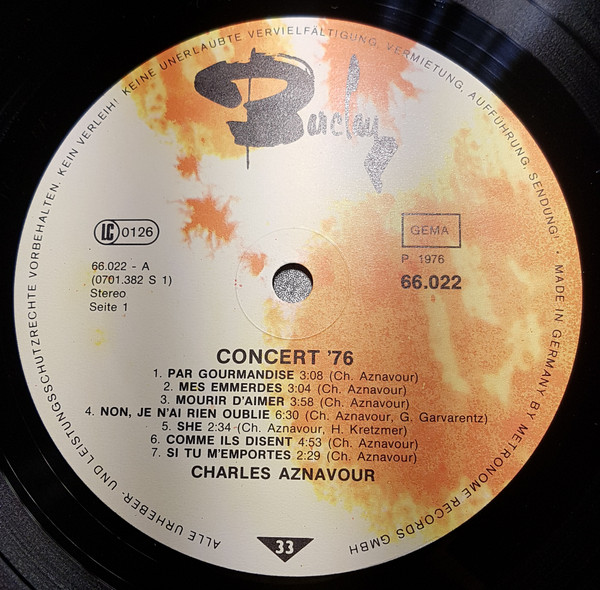 ALLE URHEBER- UND LEISTUNGSSCHUTZRECHTE VORBEHALTEN. KEIN VERLEIH! KEINE UNERLAUBTE VERVIELFÄLTIGUNG, VERMIETUNG, AUFFÜHRUNG, SENDUNG! • MADE IN GERMANY BY METRONOME RECORDS GMBH
Barclay
LC 0126
GEMA
66.022 - A
(0701.382 S 1)
Stereo
Seite 1
P 1976
66.022
CONCERT '76
1. PAR GOURMANDISE 3:08 (Ch. Aznavour)
2. MES EMMERDES 3:04 (Ch. Aznavour)
3. MOURIR D'AIMER 3:58 (Ch. Aznavour)
4. NON, JE N'AI RIEN OUBLIE 6:30 (Ch. Aznavour, G. Garvarentz)
5. SHE 2:34 (Ch. Aznavour, H. Kretzmer)
6. COMME ILS DISENT 4:53 (Ch. Aznavour)
7. SI TU M'EMPORTES 2:29 (Ch. Aznavour)
CHARLES AZNAVOUR
33